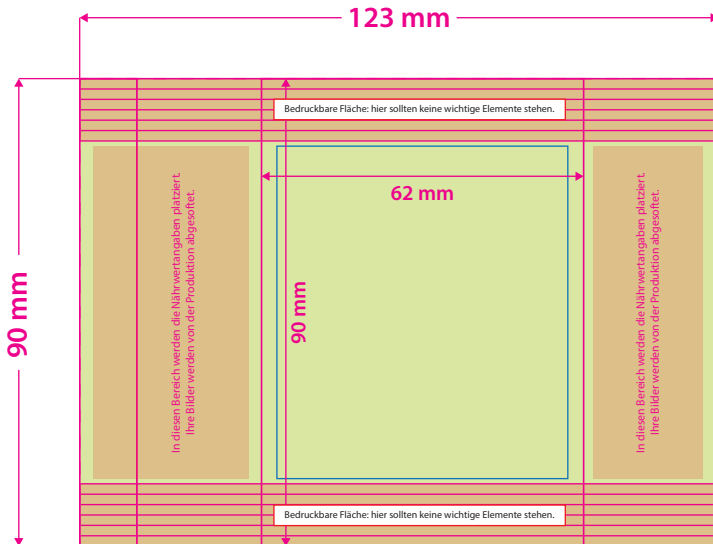 123 mm
Bedruckbare Fläche: hier sollten keine wichtige Elemente stehen.
62 mm
90 mm
90 mm
In diesen Bereich werden die Nährwertangaben platziert.
Ihre Bilder werden von der Produktion abgesoftet.
In diesen Bereich werden die Nährwertangaben platziert.
Ihre Bilder werden von der Produktion abgesoftet.
Bedruckbare Fläche: hier sollten keine wichtige Elemente stehen.